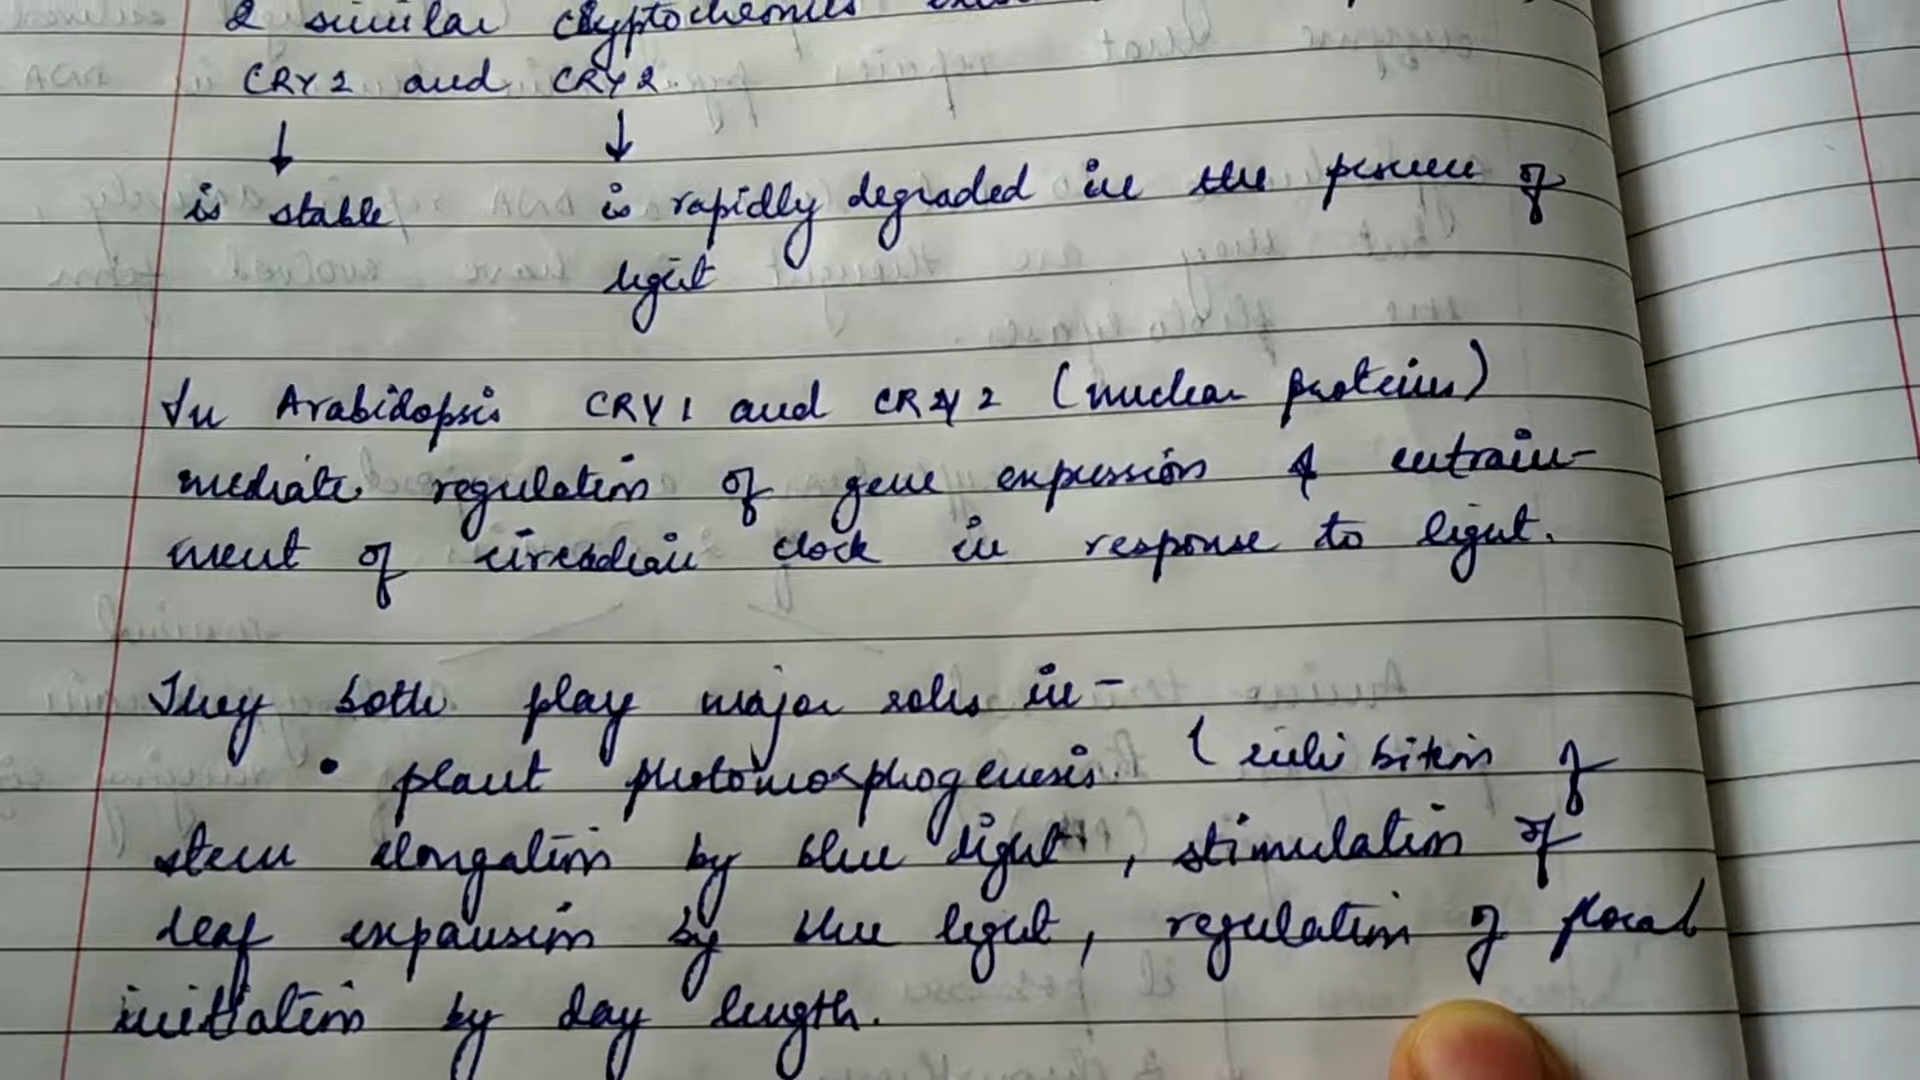 2 similar cryptochromes
CRY 1 and CRY 2
↓ ↓
is stable is rapidly degraded in the presence of
light
In Arabidopsis CRY 1 and CRY 2 (nuclear proteins)
mediate regulation of gene expression & entrain-
ment of circadian clock in response to light.
They both play major roles in -
• plant photomorphogenesis (inhibition of
stem elongation by blue light, stimulation of
leaf expansion by blue light, regulation of floral
initiation by day length.